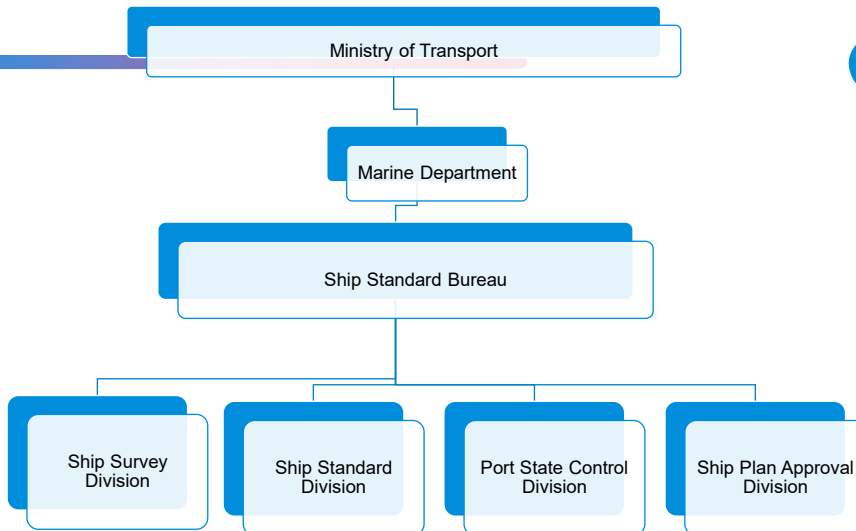 Ministry of Transport
Marine Department
Ship Standard Bureau
Ship Survey
Division
Ship Standard
Division
Port State Control
Division
Ship Plan Approval
Division